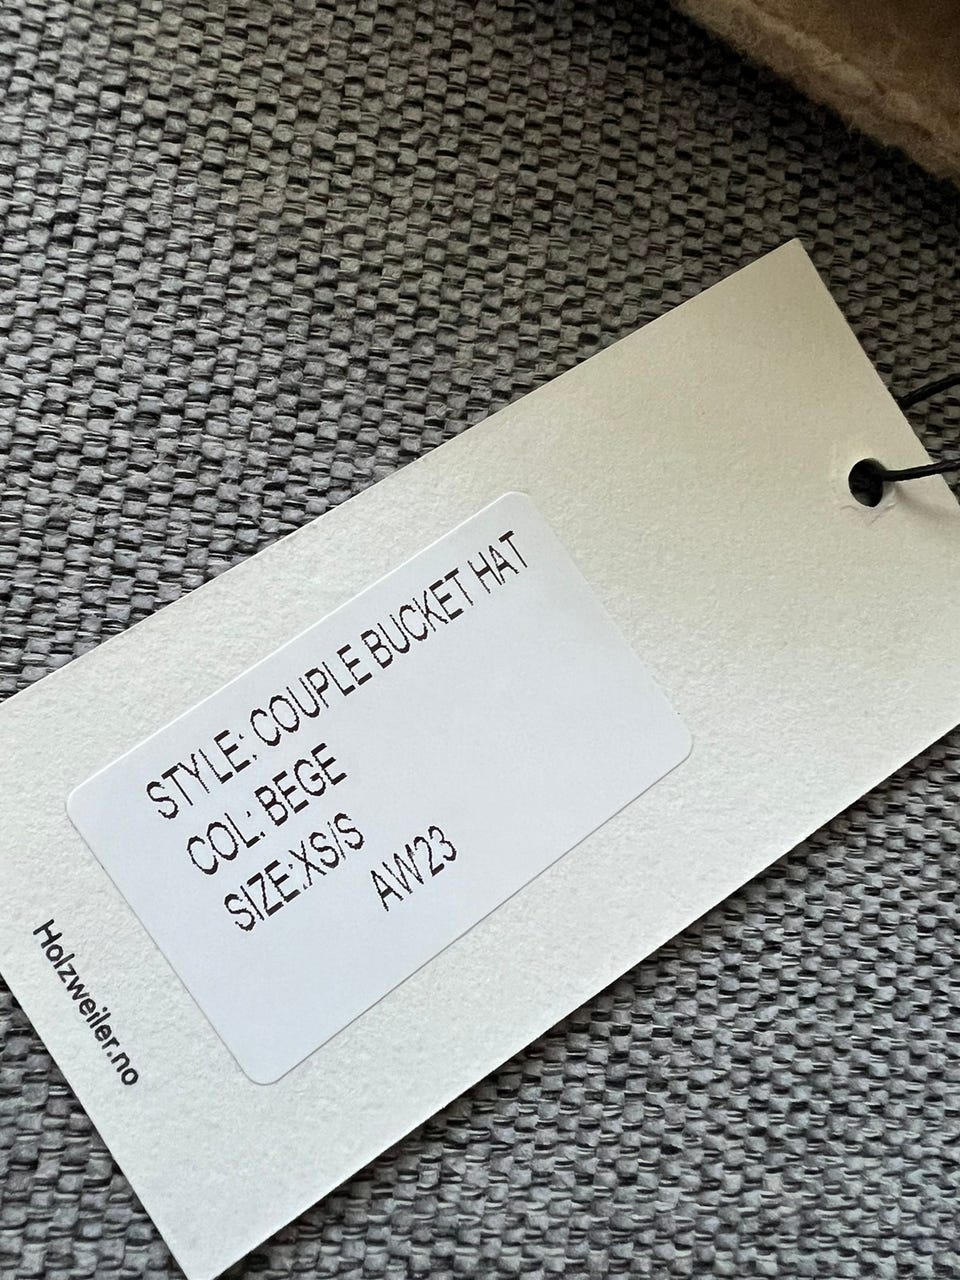 STYLE: COUPLE BUCKET HAT
COL: BEGE
SIZE:XS/S
AW23
Holzweiler.no